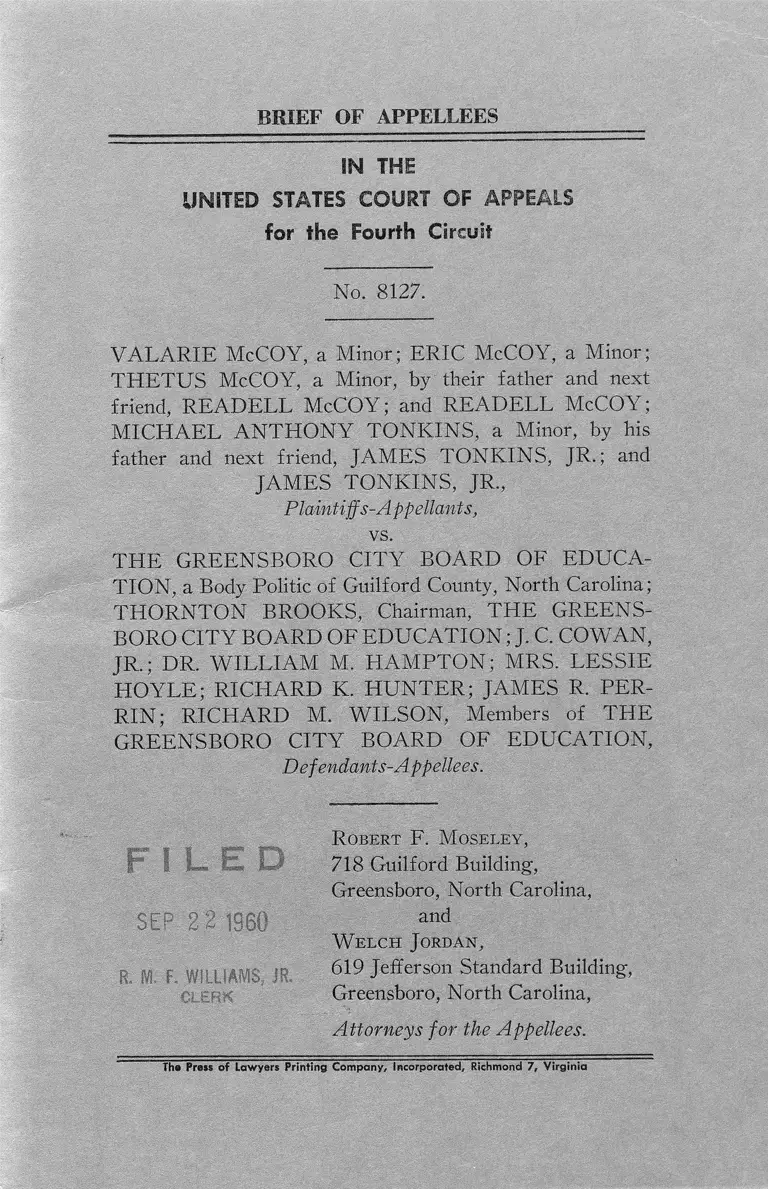 BRIEF OF APPELLEES
IN THE
UNITED STATES COURT OF APPEALS
for the Fourth Circuit
No. 8127.
VALARIE McCOY, a Minor; ERIC McCOY, a Minor;
THETUS McCOY, a Minor, by their father and next
friend, READELL McCOY; and READELL McCOY;
MICHAEL ANTHONY TONKINS, a Minor, by his
father and next friend, JAMES TONKINS, JR.; and
JAMES TONKINS, JR.,
Plaintiffs-Appellants,
vs.
THE GREENSBORO CITY BOARD OF EDUCA-
TION, a Body Politic of Guilford County, North Carolina;
THORNTON BROOKS, Chairman, THE GREENS-
BORO CITY BOARD OF EDUCATION; J. C. COWAN,
JR.; DR. WILLIAM M. HAMPTON; MRS. LESSIE
HOYLE; RICHARD K. HUNTER; JAMES R. PER-
RIN; RICHARD M. WILSON, Members of THE
GREENSBORO CITY BOARD OF EDUCATION,
Defendants-Appellees.
FILED
SEP 22 1960
R. M. F. WILLIAMS, JR.
CLERK
ROBERT F. MOSELEY,
718 Guilford Building,
Greensboro, North Carolina,
and
WELCH JORDAN,
619 Jefferson Standard Building,
Greensboro, North Carolina,
Attorneys for the Appellees.
The Press of Lawyers Printing Company, Incorporated, Richmond 7, Virginia